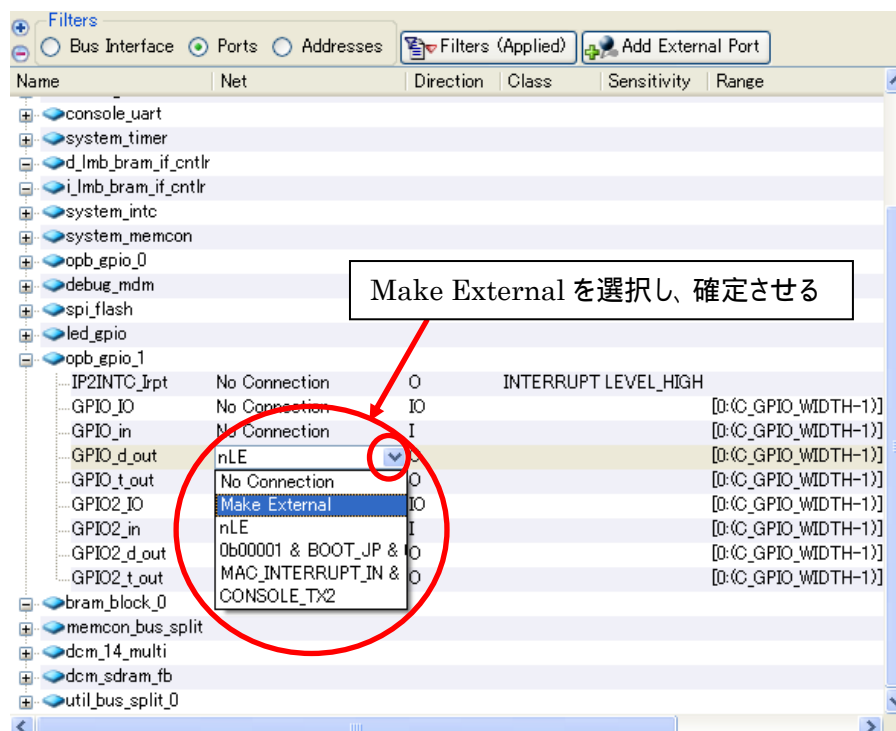 Filters
Bus Interface Ports Addresses Filters (Applied) Add External Port
Name Net Direction Class Sensitivity Range
console_uart
system_timer
d_lmb_bram_if_cntlr
i_lmb_bram_if_cntlr
system_intc
system_memcon
opb_gpio_0
debug_mdm
Make External を選択し、確定させる
spi_flash
led_gpio
opb_gpio_1
IP2INTC_Irpt No Connection O INTERRUPT LEVEL_HIGH
GPIO_IO No Connection IO [0:(C_GPIO_WIDTH-1)]
GPIO_in No Connection I [0:(C_GPIO_WIDTH-1)]
GPIO_d_out nLE O [0:(C_GPIO_WIDTH-1)]
GPIO_t_out No Connection O [0:(C_GPIO_WIDTH-1)]
GPIO2_IO Make External IO [0:(C_GPIO_WIDTH-1)]
GPIO2_in nLE I [0:(C_GPIO_WIDTH-1)]
GPIO2_d_out 0b00001 & BOOT_JP & O [0:(C_GPIO_WIDTH-1)]
GPIO2_t_out MAC_INTERRUPT_IN & O [0:(C_GPIO_WIDTH-1)]
CONSOLE_TX2
bram_block_0
memcon_bus_split
dcm_14_multi
dcm_sdram_fb
util_bus_split_0